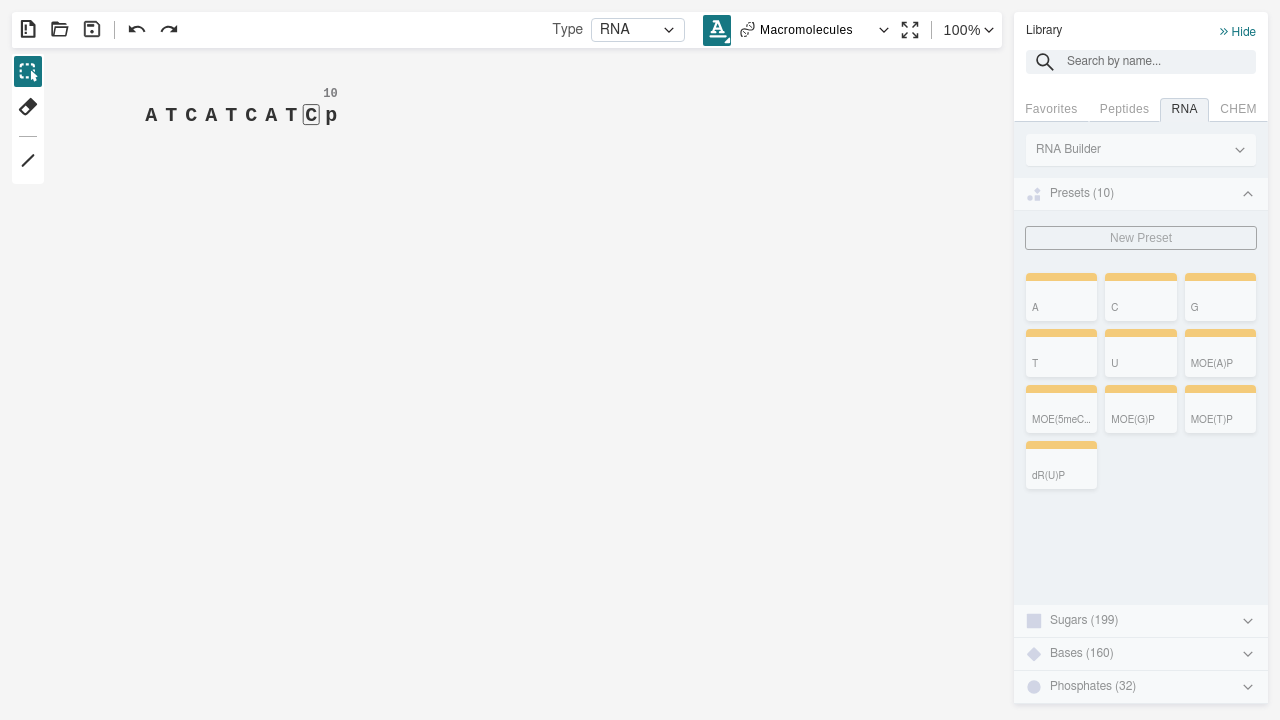 Type RNA A Macromolecules 100%
10
A T C A T C A T C p
Library
Hide
Search by name...
Favorites Peptides RNA CHEM
RNA Builder
Presets (10)
New Preset
A C G
T U MOE(A)P
MOE(5meC... MOE(G)P MOE(T)P
dR(U)P
Sugars (199)
Bases (160)
Phosphates (32)